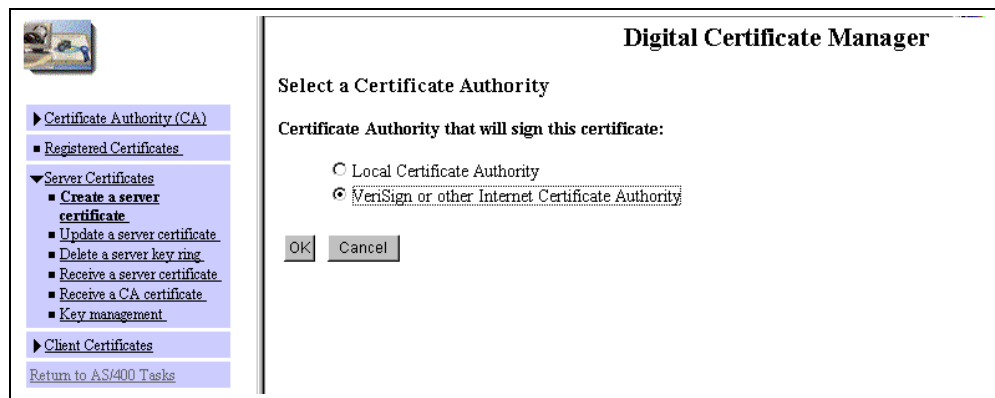 Digital Certificate Manager
Certificate Authority (CA)
Registered Certificates
Server Certificates
Create a server
certificate
Update a server certificate
Delete a server key ring
Receive a server certificate
Receive a CA certificate
Key management
Client Certificates
Return to AS/400 Tasks
Select a Certificate Authority
Certificate Authority that will sign this certificate:
Local Certificate Authority
VeriSign or other Internet Certificate Authority
OK
Cancel